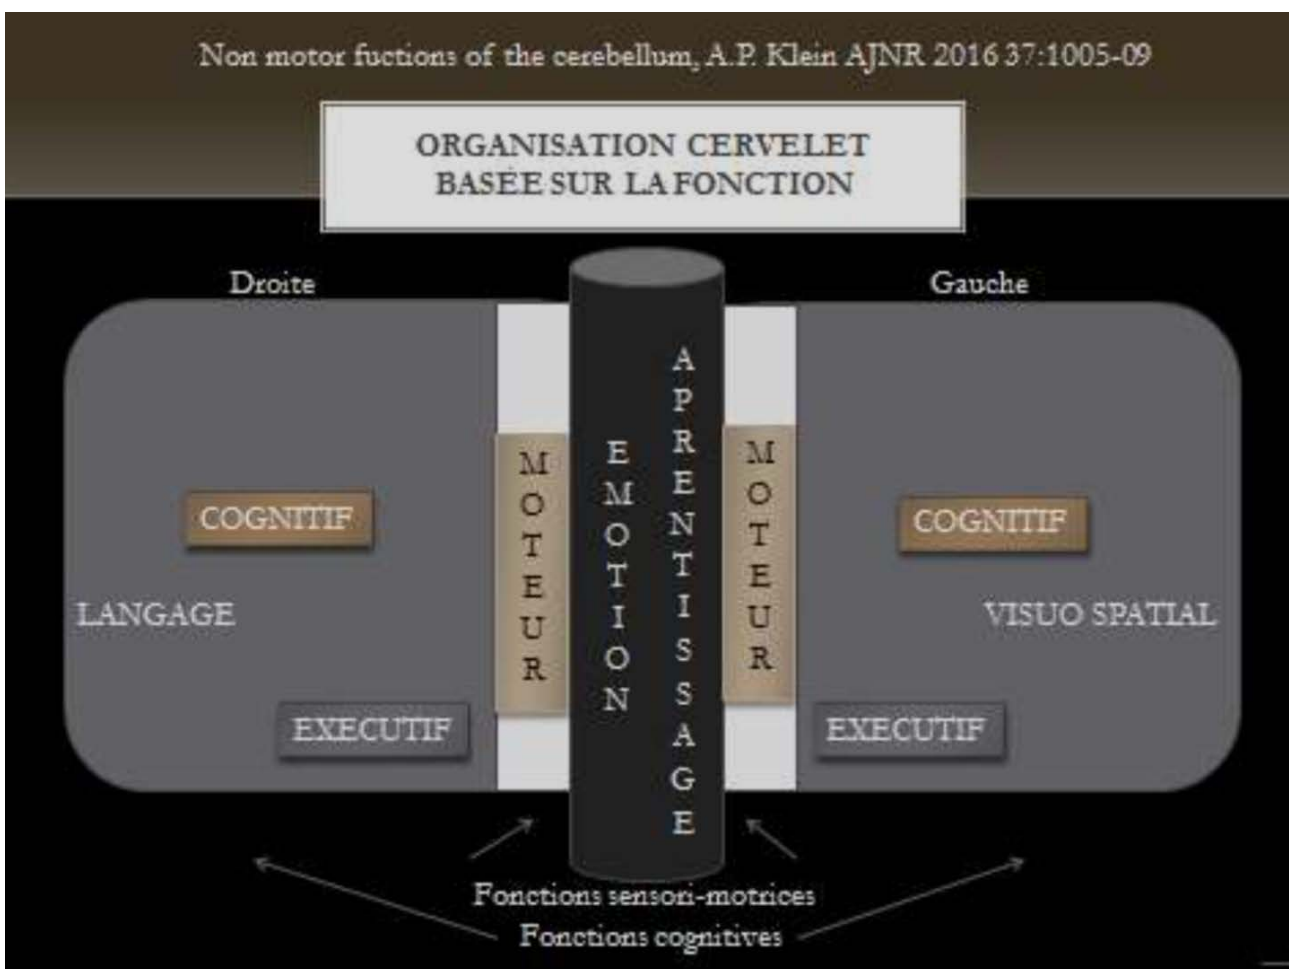 Non motor fuctions of the cerebellum, A.P. Klein AJNR 2016 37:1005-09
ORGANISATION CERVELET
BASÉE SUR LA FONCTION
Droite
Gauche
COGNITIF
LANGAGE
EXECUTIF
MOTEUR
EMOTION
APRENTISSAGE
MOTEUR
COGNITIF
VISUO SPATIAL
EXECUTIF
Fonctions sensori-motrices
Fonctions cognitives